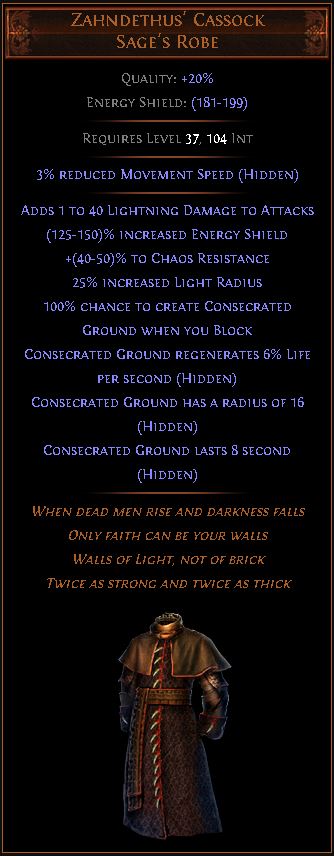 Zahndethus' Cassock
Sage's Robe
Quality: +20%
Energy Shield: (181-199)
Requires Level 37, 104 Int
3% reduced Movement Speed (Hidden)
Adds 1 to 40 Lightning Damage to Attacks
(125-150)% increased Energy Shield
+(40-50)% to Chaos Resistance
25% increased Light Radius
100% chance to create Consecrated
Ground when you Block
Consecrated Ground regenerates 6% Life
per second (Hidden)
Consecrated Ground has a radius of 16
(Hidden)
Consecrated Ground lasts 8 second
(Hidden)
When dead men rise and darkness falls
Only faith can be your walls
Walls of Light, not of brick
Twice as strong and twice as thick